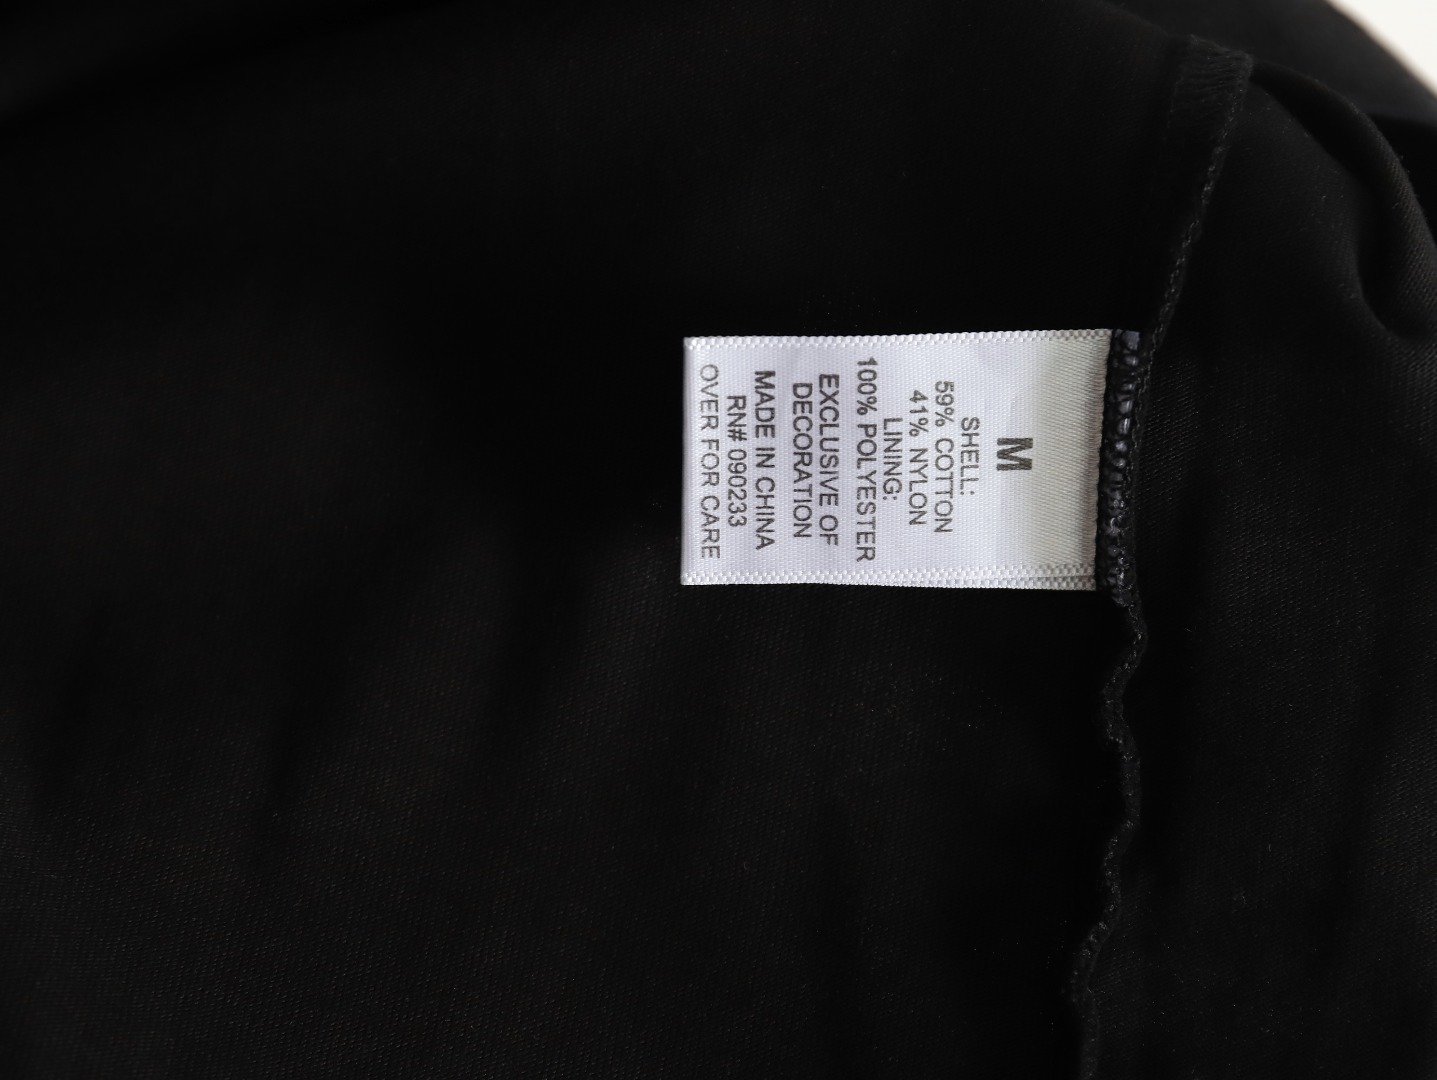 M
SHELL:
59% COTTON
41% NYLON
LINING:
100% POLYESTER
EXCLUSIVE OF
DECORATION
MADE IN CHINA
RN# 090233
OVER FOR CARE